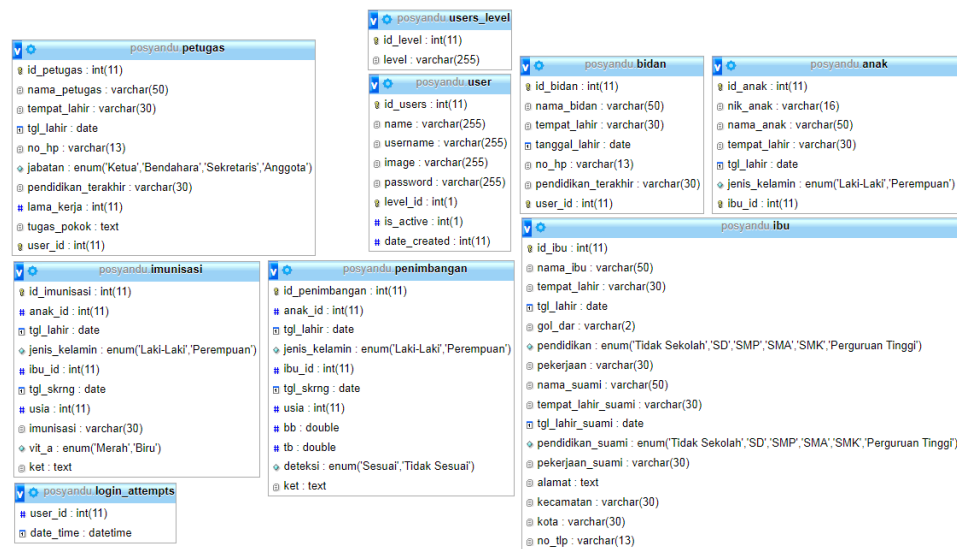 posyandu petugas
id_petugas : int(11)
nama_petugas : varchar(50)
tempat_lahir : varchar(30)
tgl_lahir : date
no_hp : varchar(13)
jabatan : enum('Ketua','Bendahara','Sekretaris','Anggota')
pendidikan_terakhir : varchar(30)
lama_kerja : int(11)
tugas_pokok : text
user_id : int(11)
posyandu users_level
id_level : int(11)
level : varchar(255)
posyandu user
id_users : int(11)
name : varchar(255)
username : varchar(255)
image : varchar(255)
password : varchar(255)
level_id : int(1)
is_active : int(1)
date_created : int(11)
posyandu bidan
id_bidan : int(11)
nama_bidan : varchar(50)
tempat_lahir : varchar(30)
tanggal_lahir : date
no_hp : varchar(13)
pendidikan_terakhir : varchar(30)
user_id : int(11)
posyandu anak
id_anak : int(11)
nik_anak : varchar(16)
nama_anak : varchar(50)
tempat_lahir : varchar(30)
tgl_lahir : date
jenis_kelamin : enum('Laki-Laki','Perempuan')
ibu_id : int(11)
posyandu imunisasi
id_imunisasi : int(11)
anak_id : int(11)
tgl_lahir : date
jenis_kelamin : enum('Laki-Laki','Perempuan')
ibu_id : int(11)
tgl_skrng : date
usia : int(11)
imunisasi : varchar(30)
vit_a : enum('Merah','Biru')
ket : text
posyandu penimbangan
id_penimbangan : int(11)
anak_id : int(11)
tgl_lahir : date
jenis_kelamin : enum('Laki-Laki','Perempuan')
ibu_id : int(11)
tgl_skrng : date
usia : int(11)
bb : double
tb : double
deteksi : enum('Sesuai','Tidak Sesuai')
ket : text
posyandu ibu
id_ibu : int(11)
nama_ibu : varchar(50)
tempat_lahir : varchar(30)
tgl_lahir : date
gol_dar : varchar(2)
pendidikan : enum('Tidak Sekolah','SD','SMP','SMA','SMK','Perguruan Tinggi')
pekerjaan : varchar(30)
nama_suami : varchar(50)
tempat_lahir_suami : varchar(30)
tgl_lahir_suami : date
pendidikan_suami : enum('Tidak Sekolah','SD','SMP','SMA','SMK','Perguruan Tinggi')
pekerjaan_suami : varchar(30)
alamat : text
kecamatan : varchar(30)
kota : varchar(30)
no_tlp : varchar(13)
posyandu login_attempts
user_id : int(11)
date_time : datetime